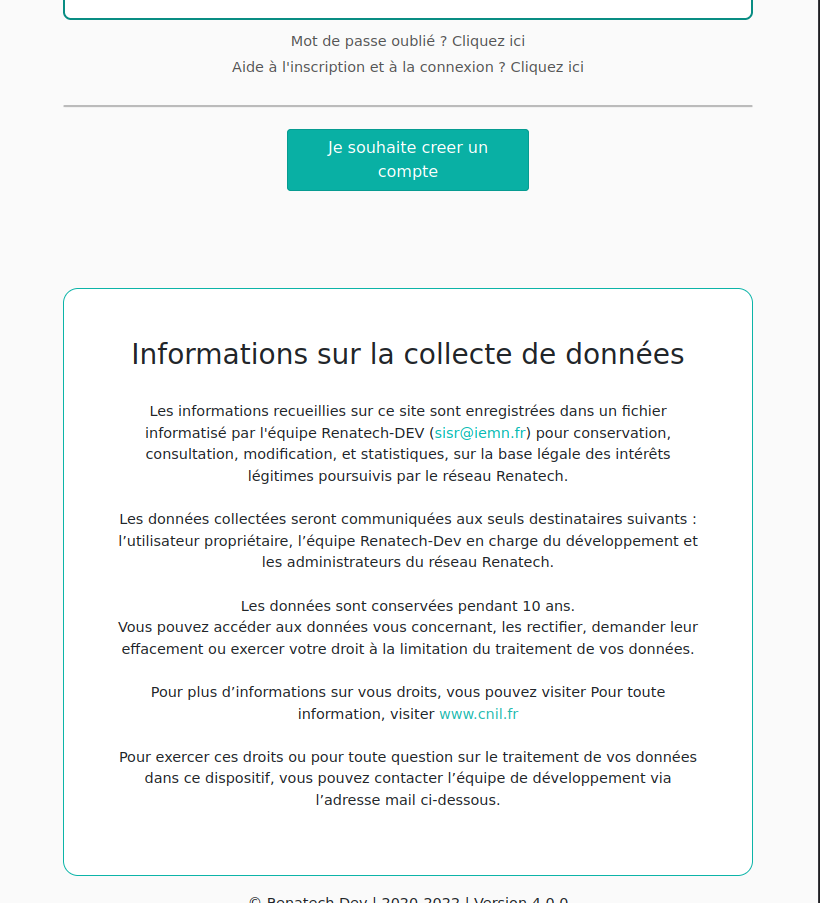 Mot de passe oublié ? Cliquez ici
Aide à l'inscription et à la connexion ? Cliquez ici
Je souhaite creer un
compte
Informations sur la collecte de données
Les informations recueillies sur ce site sont enregistrées dans un fichier
informatisé par l'équipe Renatech-DEV (sisr@iemn.fr) pour conservation,
consultation, modification, et statistiques, sur la base légale des intérêts
légitimes poursuivis par le réseau Renatech.
Les données collectées seront communiquées aux seuls destinataires suivants :
l’utilisateur propriétaire, l’équipe Renatech-Dev en charge du développement et
les administrateurs du réseau Renatech.
Les données sont conservées pendant 10 ans.
Vous pouvez accéder aux données vous concernant, les rectifier, demander leur
effacement ou exercer votre droit à la limitation du traitement de vos données.
Pour plus d’informations sur vous droits, vous pouvez visiter Pour toute
information, visiter www.cnil.fr
Pour exercer ces droits ou pour toute question sur le traitement de vos données
dans ce dispositif, vous pouvez contacter l’équipe de développement via
l’adresse mail ci-dessous.
© Renatech Dev | 2020-2022 | Version 4.0.0